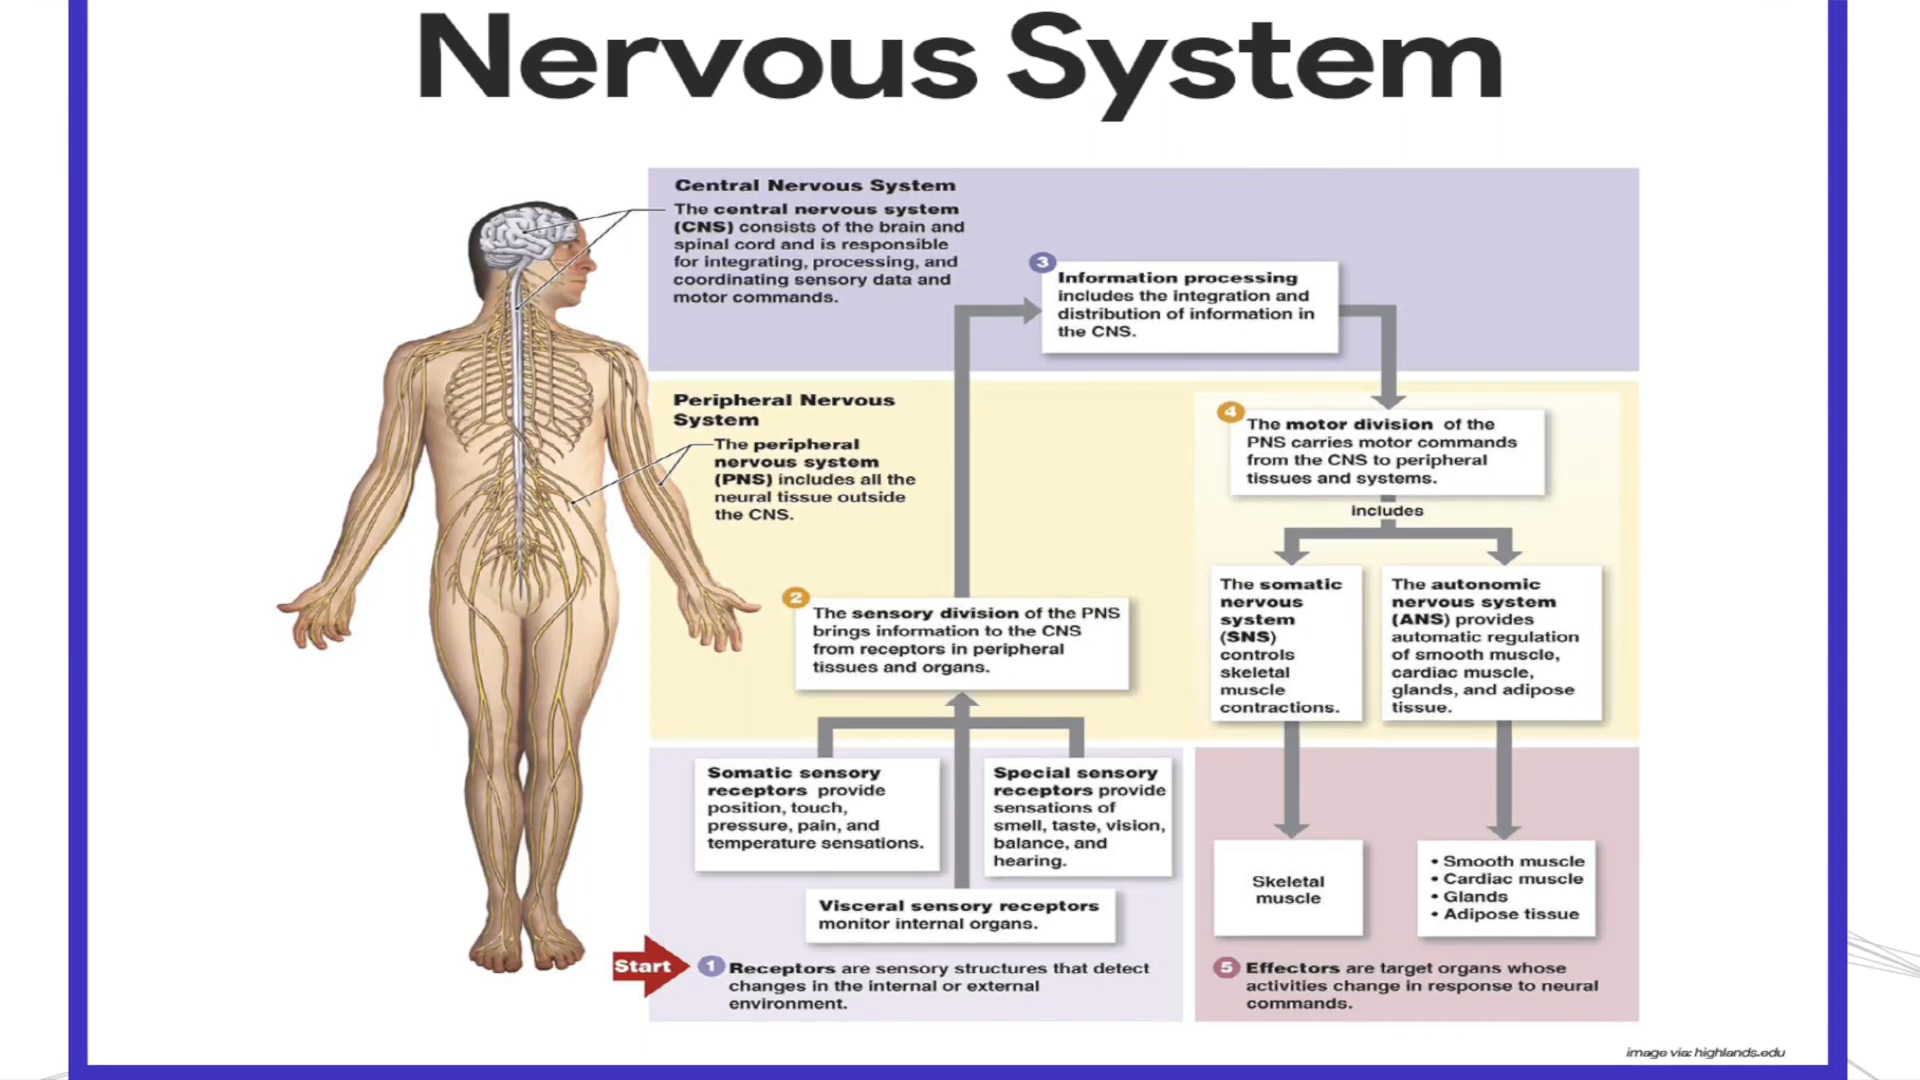 Nervous System
Central Nervous System
The central nervous system
(CNS) consists of the brain and
spinal cord and is responsible
for integrating, processing, and
coordinating sensory data and
motor commands.
3
Information processing
includes the integration and
distribution of information in
the CNS.
Peripheral Nervous
System
The peripheral
nervous system
(PNS) includes all the
neural tissue outside
the CNS.
4
The motor division of the
PNS carries motor commands
from the CNS to peripheral
tissues and systems.
includes
2
The sensory division of the PNS
brings information to the CNS
from receptors in peripheral
tissues and organs.
The somatic
nervous
system
(SNS)
controls
skeletal
muscle
contractions.
The autonomic
nervous system
(ANS) provides
automatic regulation
of smooth muscle,
cardiac muscle,
glands, and adipose
tissue.
Somatic sensory
receptors provide
position, touch,
pressure, pain, and
temperature sensations.
Special sensory
receptors provide
sensations of
smell, taste, vision,
balance, and
hearing.
Visceral sensory receptors
monitor internal organs.
Skeletal
muscle
• Smooth muscle
• Cardiac muscle
• Glands
• Adipose tissue
Start
1 Receptors are sensory structures that detect
changes in the internal or external
environment.
5 Effectors are target organs whose
activities change in response to neural
commands.
image via: highlands.edu